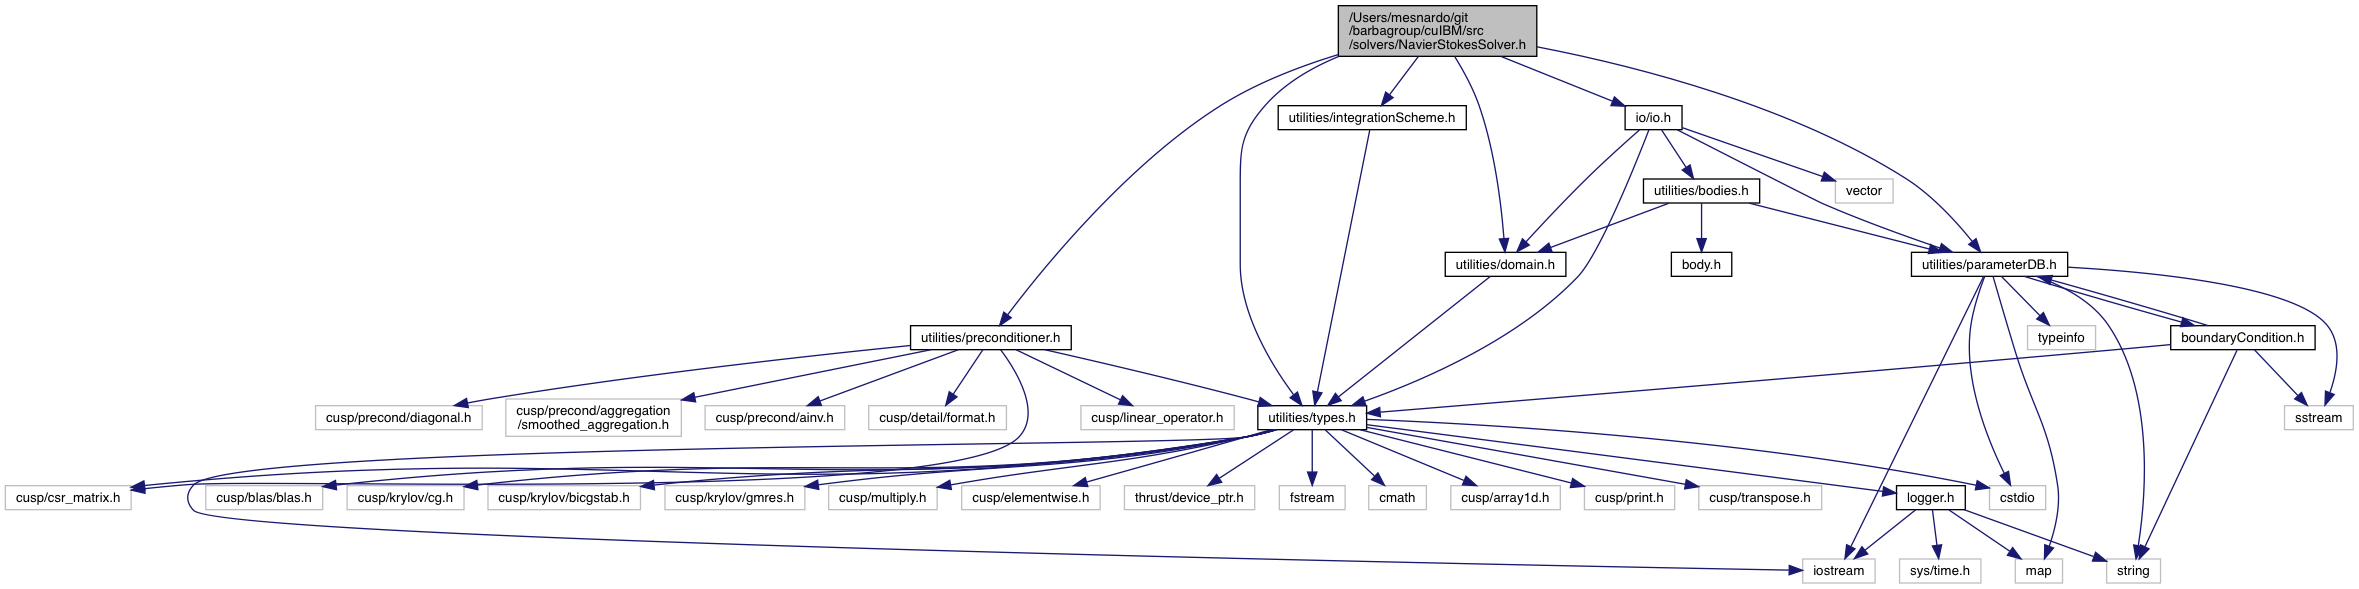 /Users/mesnardo/git
/barbagroup/cuIBM/src
/solvers/NavierStokesSolver.h
utilities/integrationScheme.h
io/io.h
utilities/bodies.h
vector
utilities/domain.h
body.h
utilities/parameterDB.h
utilities/preconditioner.h
typeinfo
boundaryCondition.h
cusp/precond/diagonal.h
cusp/precond/aggregation
/smoothed_aggregation.h
cusp/precond/ainv.h
cusp/detail/format.h
cusp/linear_operator.h
utilities/types.h
sstream
cusp/csr_matrix.h
cusp/blas/blas.h
cusp/krylov/cg.h
cusp/krylov/bicgstab.h
cusp/krylov/gmres.h
cusp/multiply.h
cusp/elementwise.h
thrust/device_ptr.h
fstream
cmath
cusp/array1d.h
cusp/print.h
cusp/transpose.h
logger.h
cstdio
iostream
sys/time.h
map
string